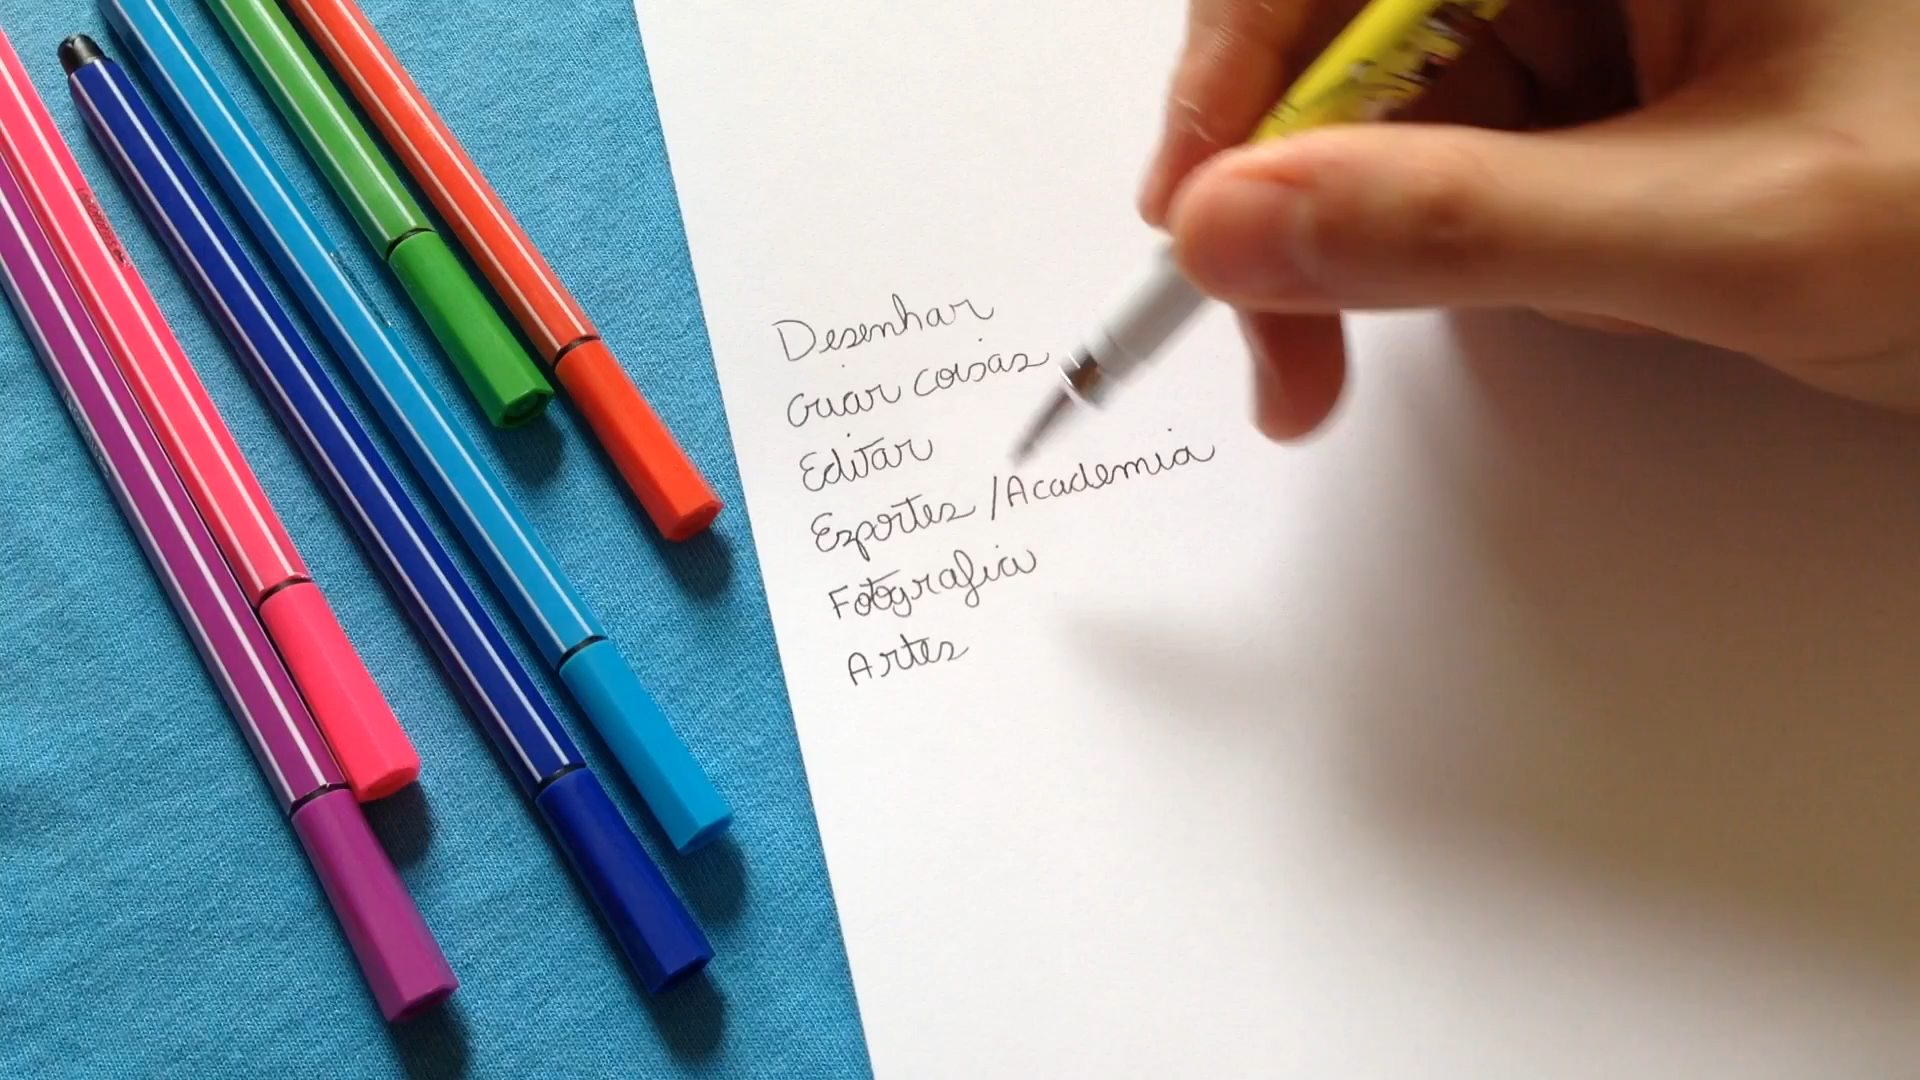 Desenhar
Criar coisas
Editar
Esportes / Academia
Fotografia
Artes